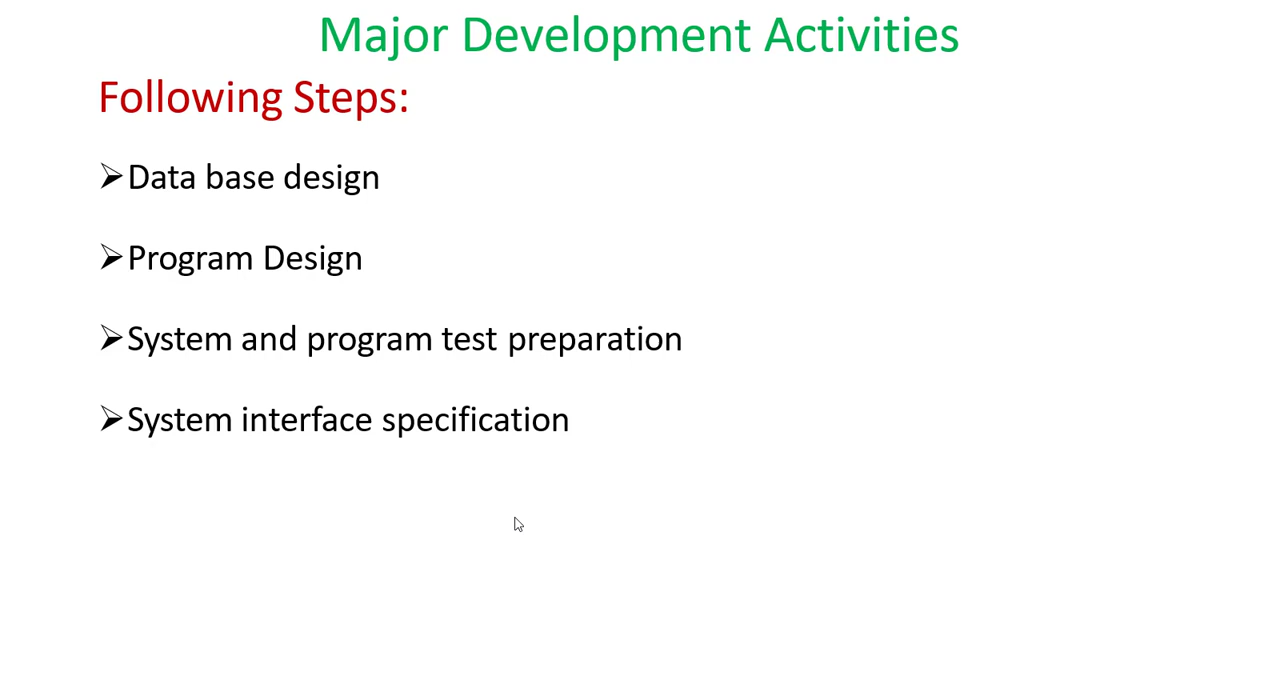 Major Development Activities
Following Steps:
➢Data base design
➢Program Design
➢System and program test preparation
➢System interface specification